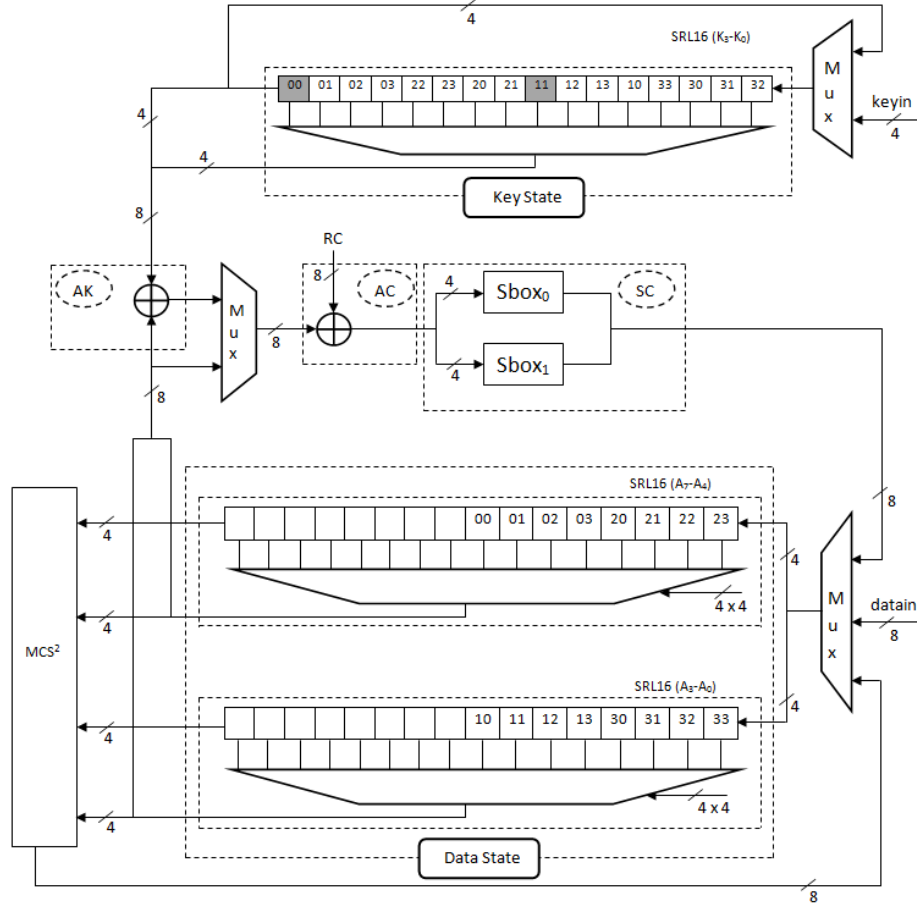 4
SRL16 (K₃-K₀)
Mux
00 01 02 03 22 23 20 21 11 12 13 10 33 30 31 32
keyin
4
4
4
Key State
8
RC
8
AK
AC
SC
4
Sbox₀
Mux
8
4
Sbox₁
8
8
8
SRL16 (A₇-A₄)
00 01 02 03 20 21 22 23
4
4
4 x 4
4
Mux
datain
8
MCS²
SRL16 (A₃-A₀)
4
10 11 12 13 30 31 32 33
4
4 x 4
4
Data State
8